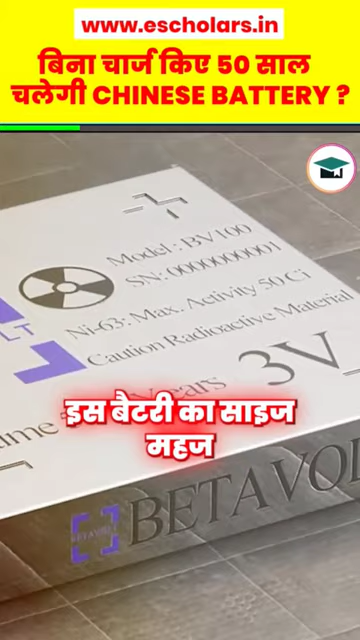 www.escholars.in
बिना चार्ज किए 50 साल
चलेगी CHINESE BATTERY ?
Model : BV100
SN: 0000000001
Ni-63: Max. Activity 50 Ci
Caution Radioactive Material
3V
इस बैटरी का साइज
महज
BETAVOL
BETAVOLT